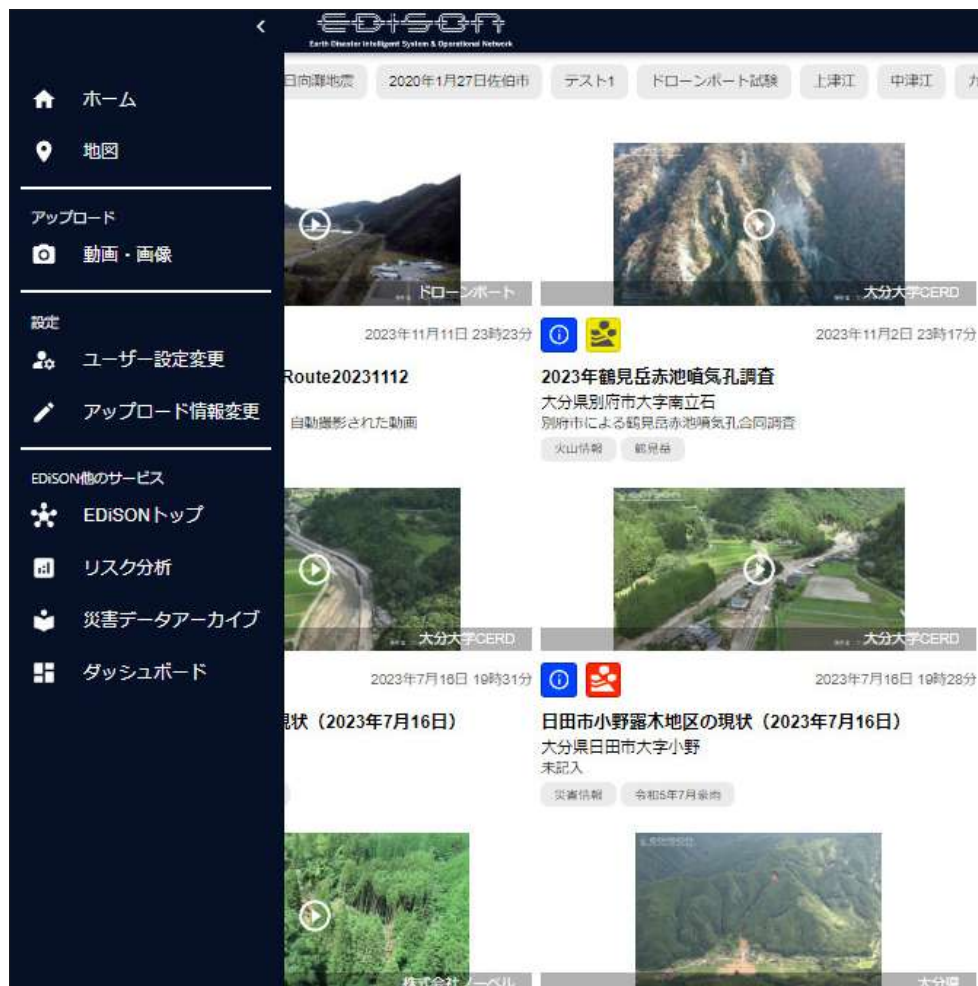 EDiSON
Earth Disaster Intelligent System & Operational Network
ホーム
地図
アップロード
動画・画像
設定
ユーザー設定変更
アップロード情報変更
EDiSON他のサービス
EDiSONトップ
リスク分析
災害データアーカイブ
ダッシュボード
日向灘地震
2020年1月27日佐伯市
テスト1
ドローンポート試験
上津江
中津江
ドローンポート
大分大学CERD
2023年11月11日 23時23分
2023年11月2日 23時17分
Route20231112
2023年鶴見岳赤池噴気孔調査
大分県別府市大字南立石
自動撮影された動画
別府市による鶴見岳赤池噴気孔合同調査
火山情報
鶴見岳
大分大学CERD
大分大学CERD
2023年7月16日 19時31分
2023年7月16日 19時28分
現状（2023年7月16日）
日田市小野露木地区の現状（2023年7月16日）
大分県日田市大字小野
未記入
災害情報
令和5年7月豪雨
株式会社ノーベル
大分県